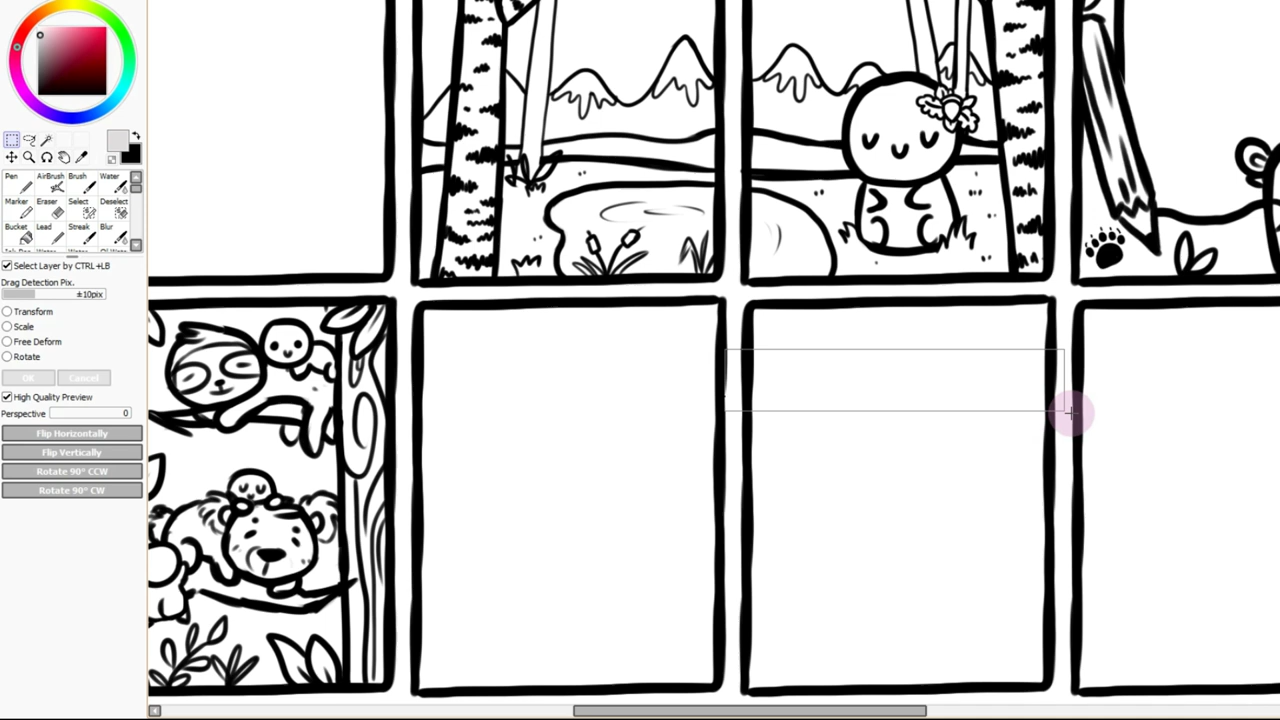 Pen AirBrush Brush Water
Marker Eraser Select Deselect
Bucket Lead Streak Blur
Select Layer by CTRL+LB
Drag Detection Pix.
±10pix
Transform
Scale
Free Deform
Rotate
OK Cancel
High Quality Preview
Perspective 0
Flip Horizontally
Flip Vertically
Rotate 90° CCW
Rotate 90° CW